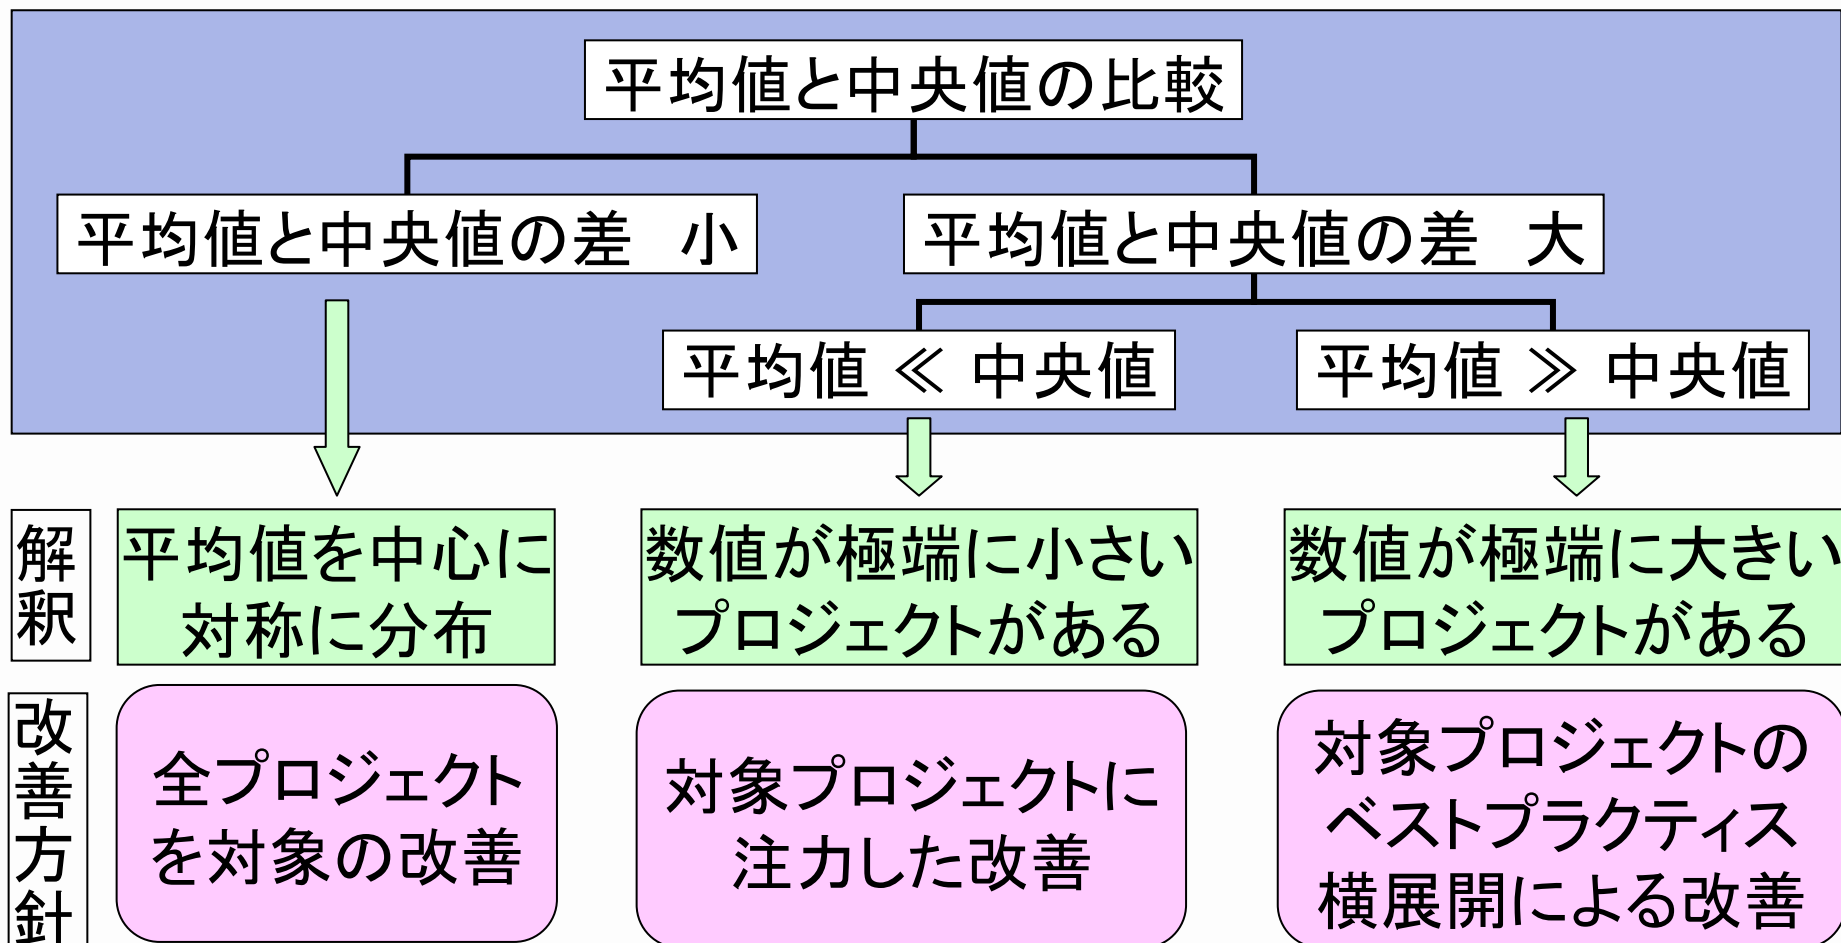 平均値と中央値の比較
平均値と中央値の差　小
平均値と中央値の差　大
平均値 ≪ 中央値
平均値 ≫ 中央値
解釈
平均値を中心に
対称に分布
数値が極端に小さい
プロジェクトがある
数値が極端に大きい
プロジェクトがある
改善方針
全プロジェクト
を対象の改善
対象プロジェクトに
注力した改善
対象プロジェクトの
ベストプラクティス
横展開による改善